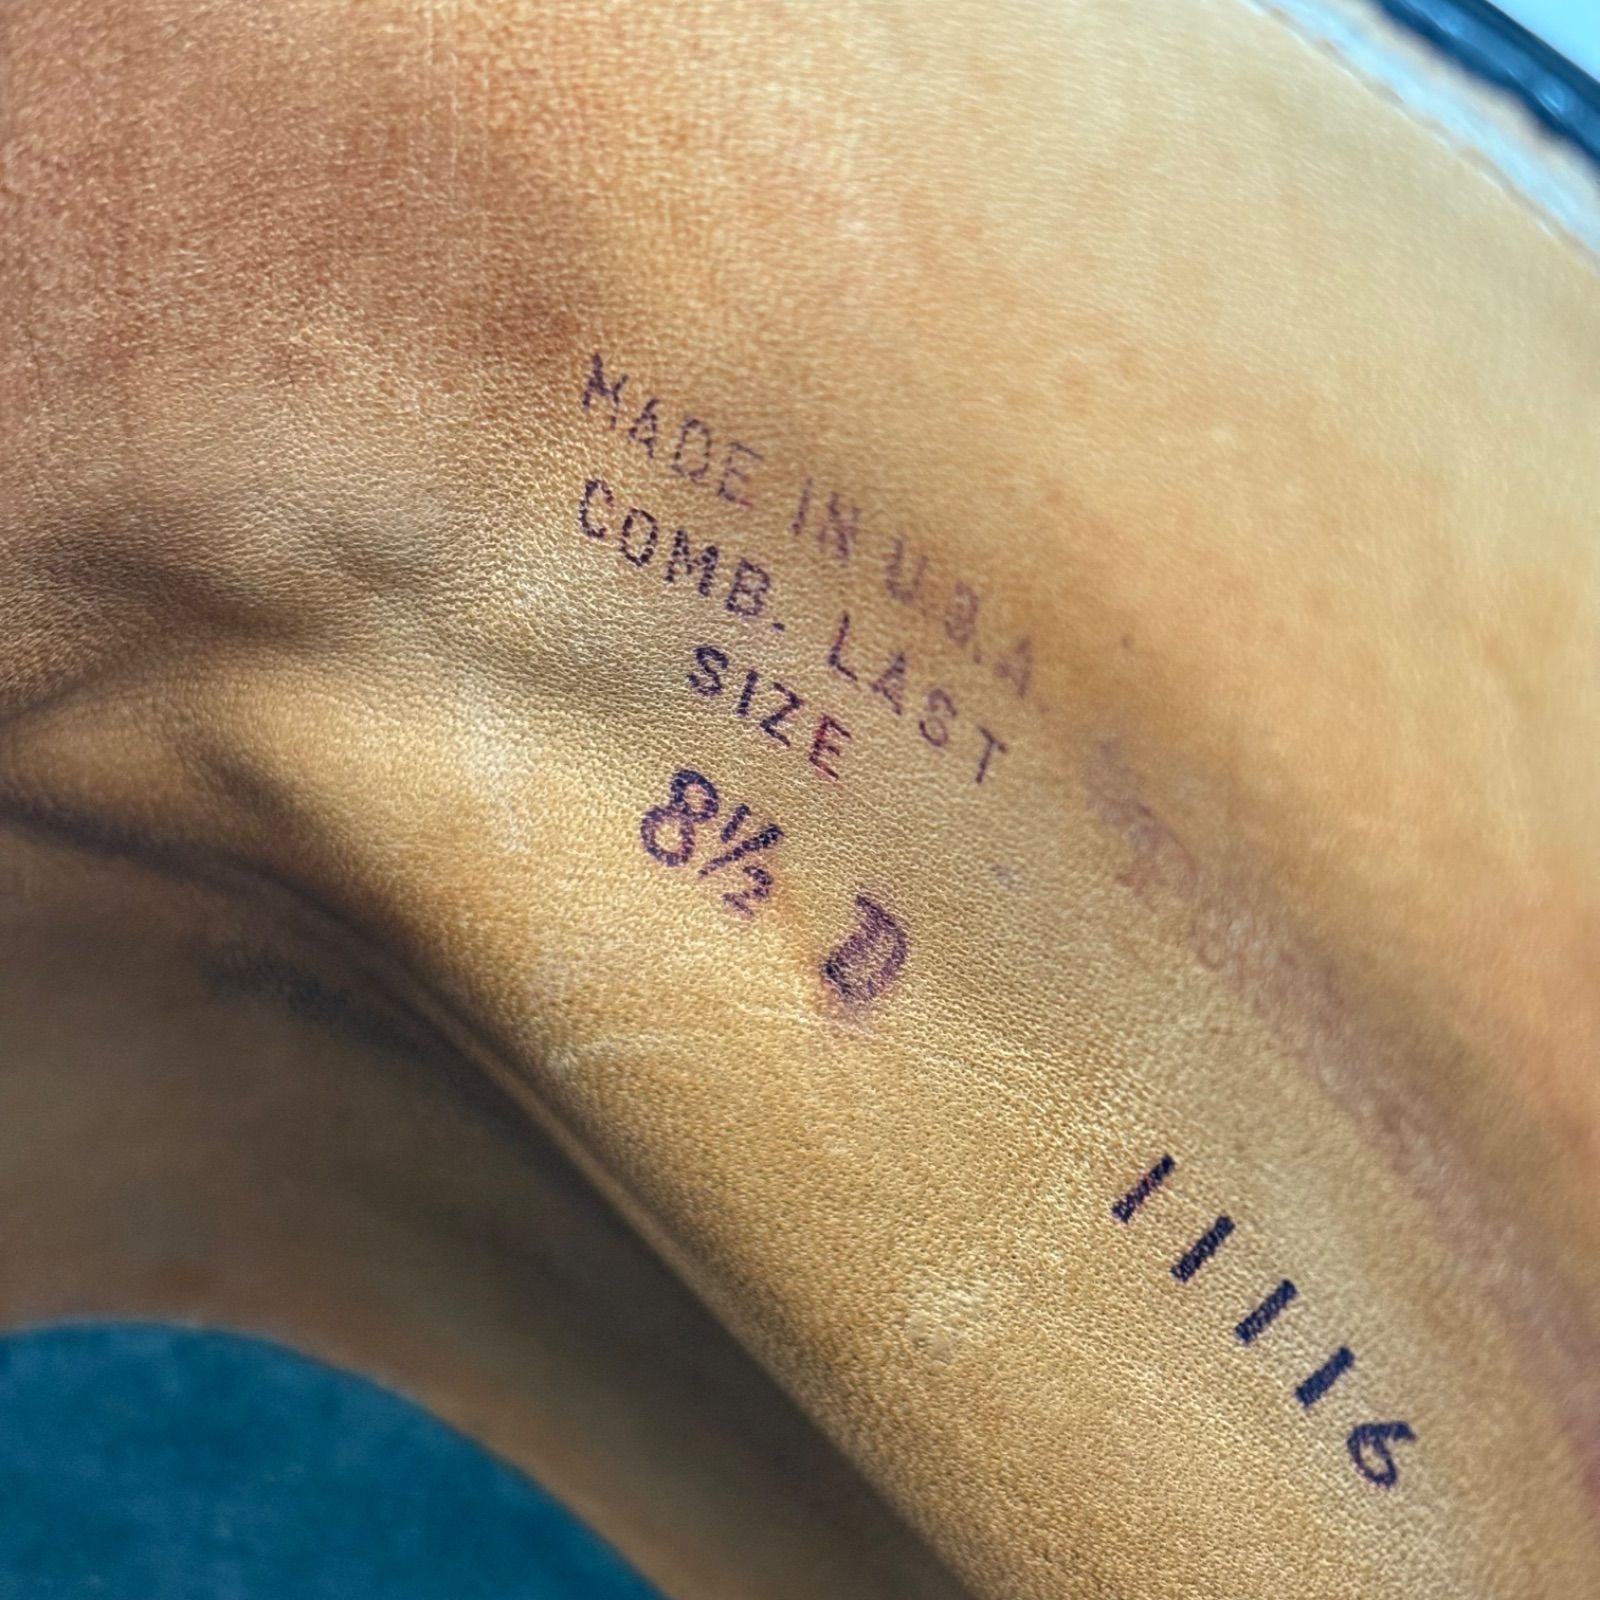 MADE IN U.S.A.
COMB. LAST
SIZE
8½ D
11116